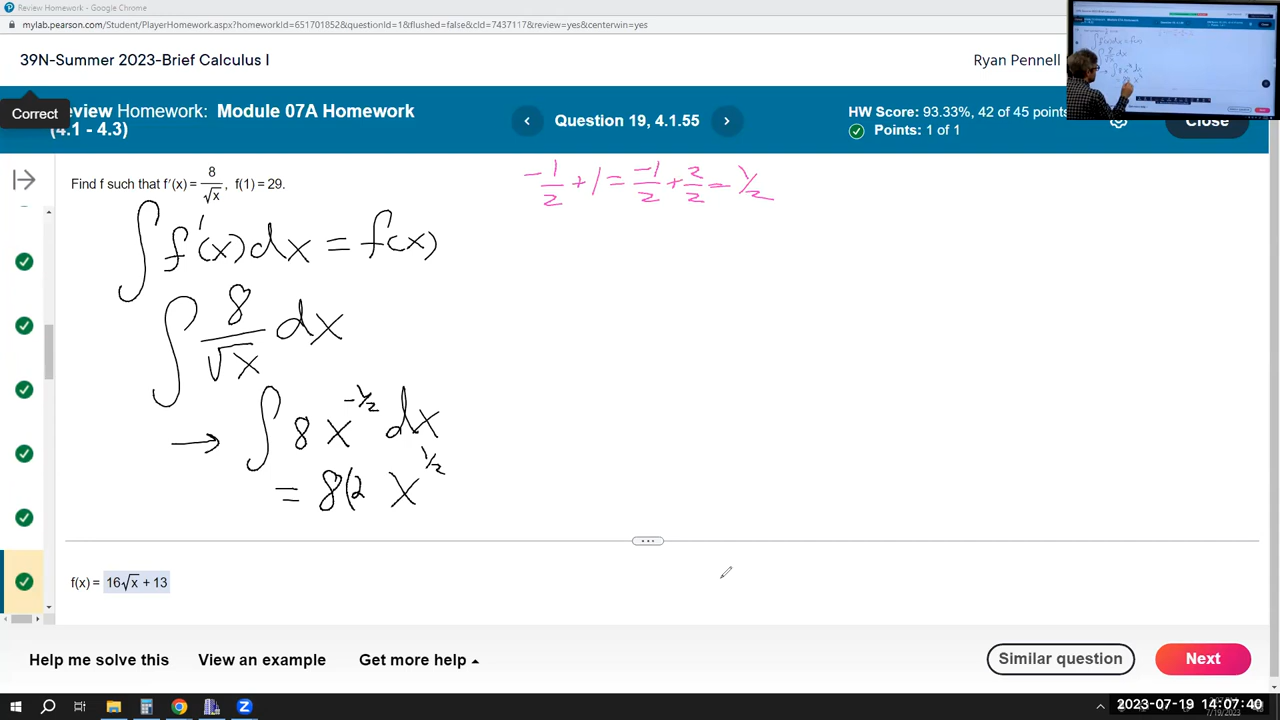 Review Homework - Google Chrome
mylab.pearson.com/Student/PlayerHomework.aspx?homeworkId=651701852&quest
ished=false&cId=7437117&back
wnewin=yes&centerwin=yes
39N-Summer 2023-Brief Calculus I
Ryan Pennell
Correct
eview Homework: Module 07A Homework
(4.1 - 4.3)
Question 19, 4.1.55
HW Score: 93.33%, 42 of 45 points
Points: 1 of 1
Close
Find f such that f′(x) = 8/√x, f(1) = 29.
-1/2 + 1 = -1/2 + 2/2 = 1/2
∫ f'(x) dx = f(x)
∫ 8/√x dx
→ ∫ 8 x^-1/2 dx
= 8(2 x^1/2
f(x) = 16√x + 13
Help me solve this
View an example
Get more help
Similar question
Next
2023-07-19 14:07:40